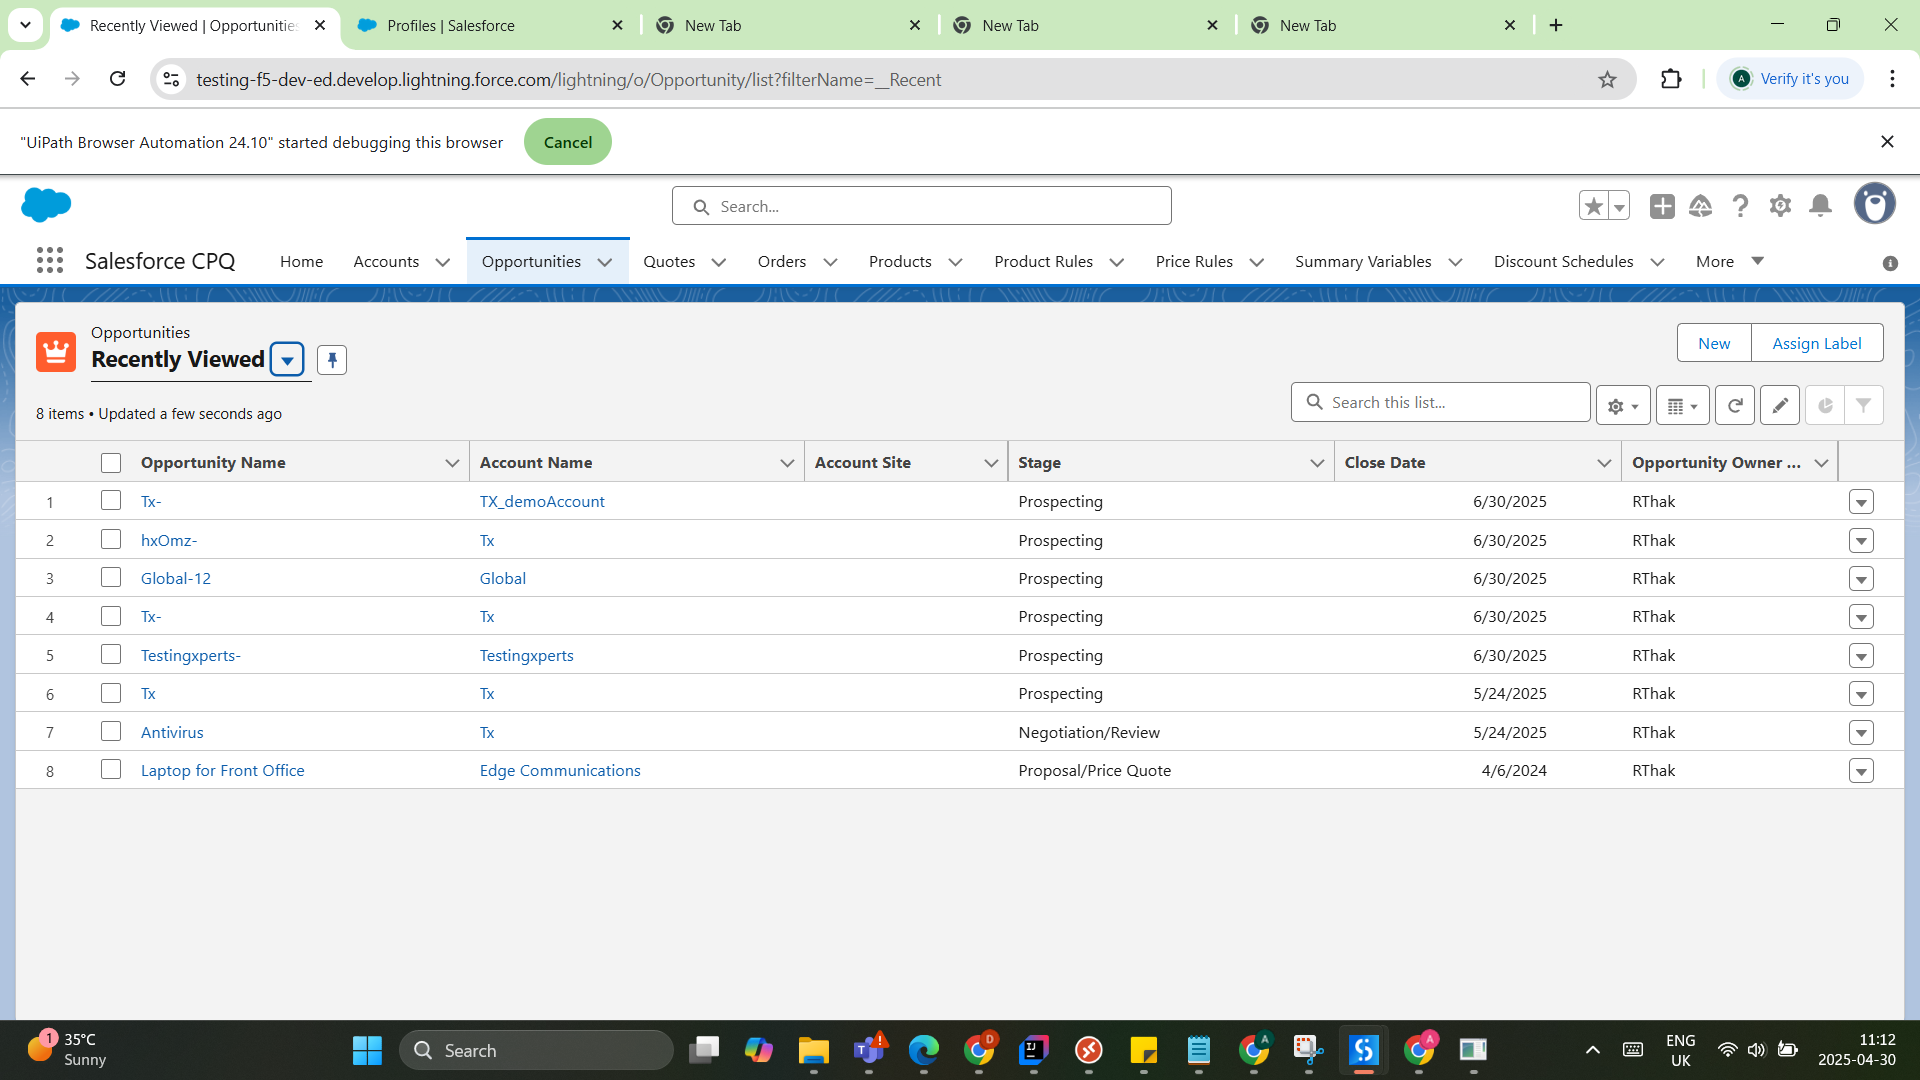 Recently Viewed | Opportunities
Profiles | Salesforce
New Tab
New Tab
New Tab
testing-f5-dev-ed.develop.lightning.force.com/lightning/o/Opportunity/list?filterName=__Recent
A
Verify it's you
"UiPath Browser Automation 24.10" started debugging this browser
Cancel
Search...
Salesforce CPQ
Home
Accounts
Opportunities
Quotes
Orders
Products
Product Rules
Price Rules
Summary Variables
Discount Schedules
More
Opportunities
Recently Viewed
New
Assign Label
8 items • Updated a few seconds ago
Search this list...
Opportunity Name Account Name Account Site Stage Close Date Opportunity Owner ...
1 Tx- TX_demoAccount Prospecting 6/30/2025 RThak
2 hxOmz- Tx Prospecting 6/30/2025 RThak
3 Global-12 Global Prospecting 6/30/2025 RThak
4 Tx- Tx Prospecting 6/30/2025 RThak
5 Testingxperts- Testingxperts Prospecting 6/30/2025 RThak
6 Tx Tx Prospecting 5/24/2025 RThak
7 Antivirus Tx Negotiation/Review 5/24/2025 RThak
8 Laptop for Front Office Edge Communications Proposal/Price Quote 4/6/2024 RThak
1
35°C
Sunny
Search
D
A
A
ENG
UK
11:12
2025-04-30